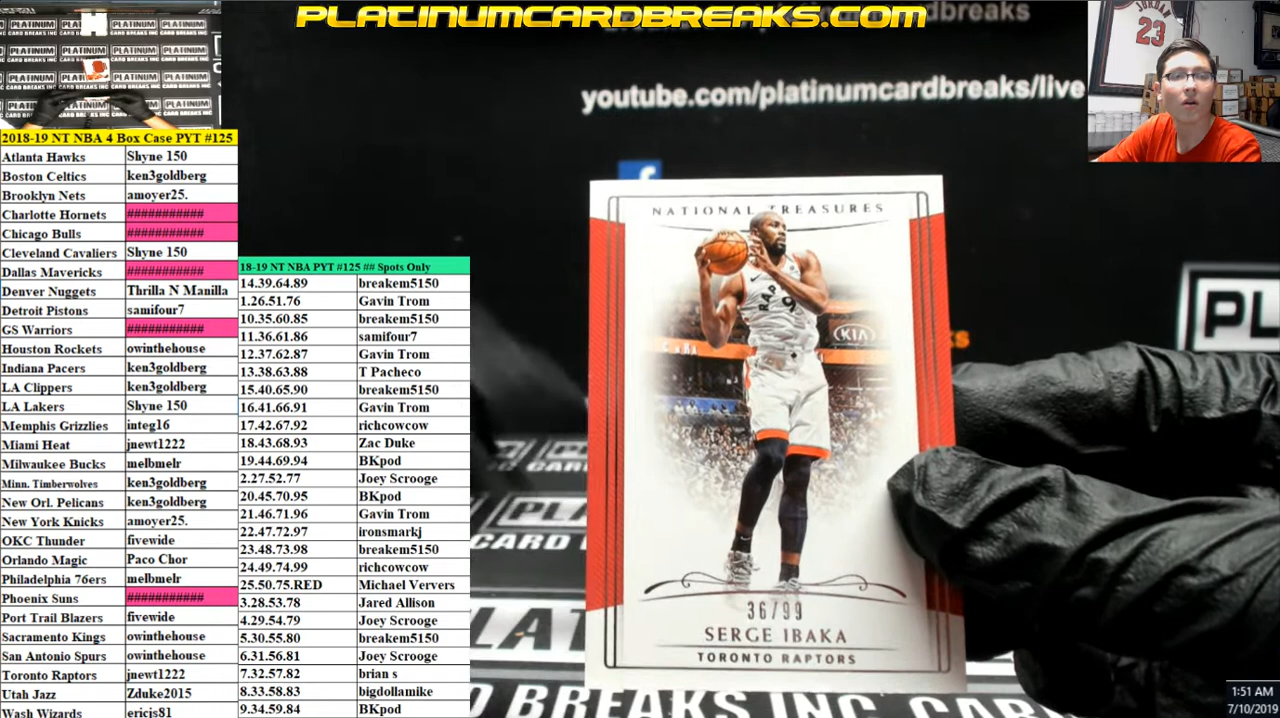 PLATINUMCARDBREAKS.COM
youtube.com/platinumcardbreaks/live
JORDAN
23
2018-19 NT NBA 4 Box Case PYT #125
Atlanta Hawks Shyne 150
Boston Celtics ken3goldberg
Brooklyn Nets amoyer25.
Charlotte Hornets ###########
Chicago Bulls ###########
Cleveland Cavaliers Shyne 150
Dallas Mavericks ###########
Denver Nuggets Thrilla N Manilla
Detroit Pistons samifour7
GS Warriors ###########
Houston Rockets owinthehouse
Indiana Pacers ken3goldberg
LA Clippers ken3goldberg
LA Lakers Shyne 150
Memphis Grizzlies integ16
Miami Heat jnewt1222
Milwaukee Bucks melbmelr
Minn. Timberwolves ken3goldberg
New Orl. Pelicans ken3goldberg
New York Knicks amoyer25.
OKC Thunder fivewide
Orlando Magic Paco Chor
Philadelphia 76ers melbmelr
Phoenix Suns ###########
Port Trail Blazers fivewide
Sacramento Kings owinthehouse
San Antonio Spurs owinthehouse
Toronto Raptors jnewt1222
Utah Jazz Zduke2015
Wash Wizards ericjs81
18-19 NT NBA PYT #125 ## Spots Only
14.39.64.89 breakem5150
1.26.51.76 Gavin Trom
10.35.60.85 breakem5150
11.36.61.86 samifour7
12.37.62.87 Gavin Trom
13.38.63.88 T Pacheco
15.40.65.90 breakem5150
16.41.66.91 Gavin Trom
17.42.67.92 richcowcow
18.43.68.93 Zac Duke
19.44.69.94 BKpod
2.27.52.77 Joey Scrooge
20.45.70.95 BKpod
21.46.71.96 Gavin Trom
22.47.72.97 ironsmarkj
23.48.73.98 breakem5150
24.49.74.99 richcowcow
25.50.75.RED Michael Ververs
3.28.53.78 Jared Allison
4.29.54.79 Joey Scrooge
5.30.55.80 breakem5150
6.31.56.81 Joey Scrooge
7.32.57.82 brian s
8.33.58.83 bigdollamike
9.34.59.84 BKpod
NATIONAL TREASURES
RAP
9
KIA
36/99
SERGE IBAKA
TORONTO RAPTORS
BREAKS INC
1:51 AM
7/10/2019